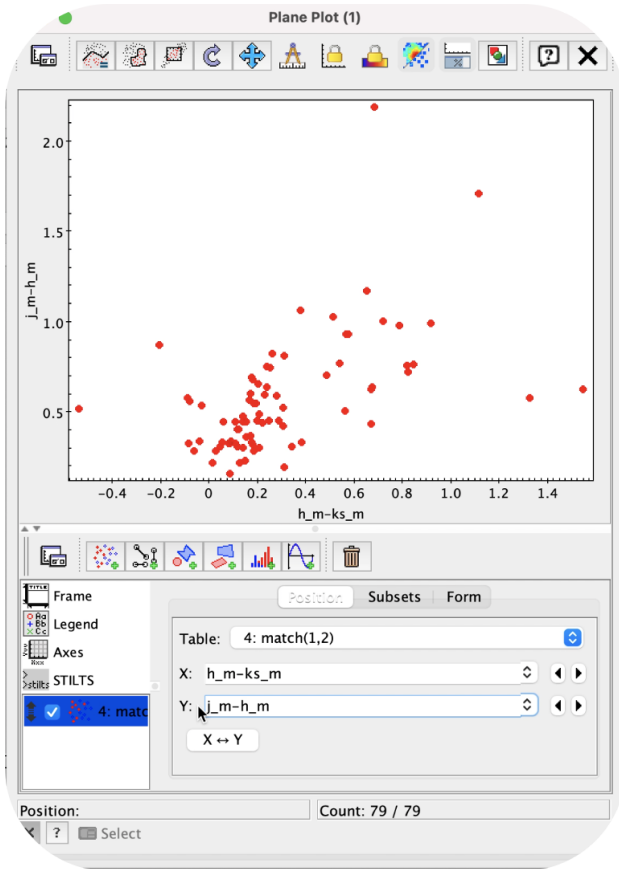 Plane Plot (1)
2.0
1.5
1.0
0.5
j_m-h_m
-0.4 -0.2 0 0.2 0.4 0.6 0.8 1.0 1.2 1.4
h_m-ks_m
Frame
Legend
Axes
STILTS
4: matc
Position Subsets Form
Table: 4: match(1,2)
X: h_m-ks_m
Y: j_m-h_m
X ↔ Y
Position: Count: 79 / 79
? Select